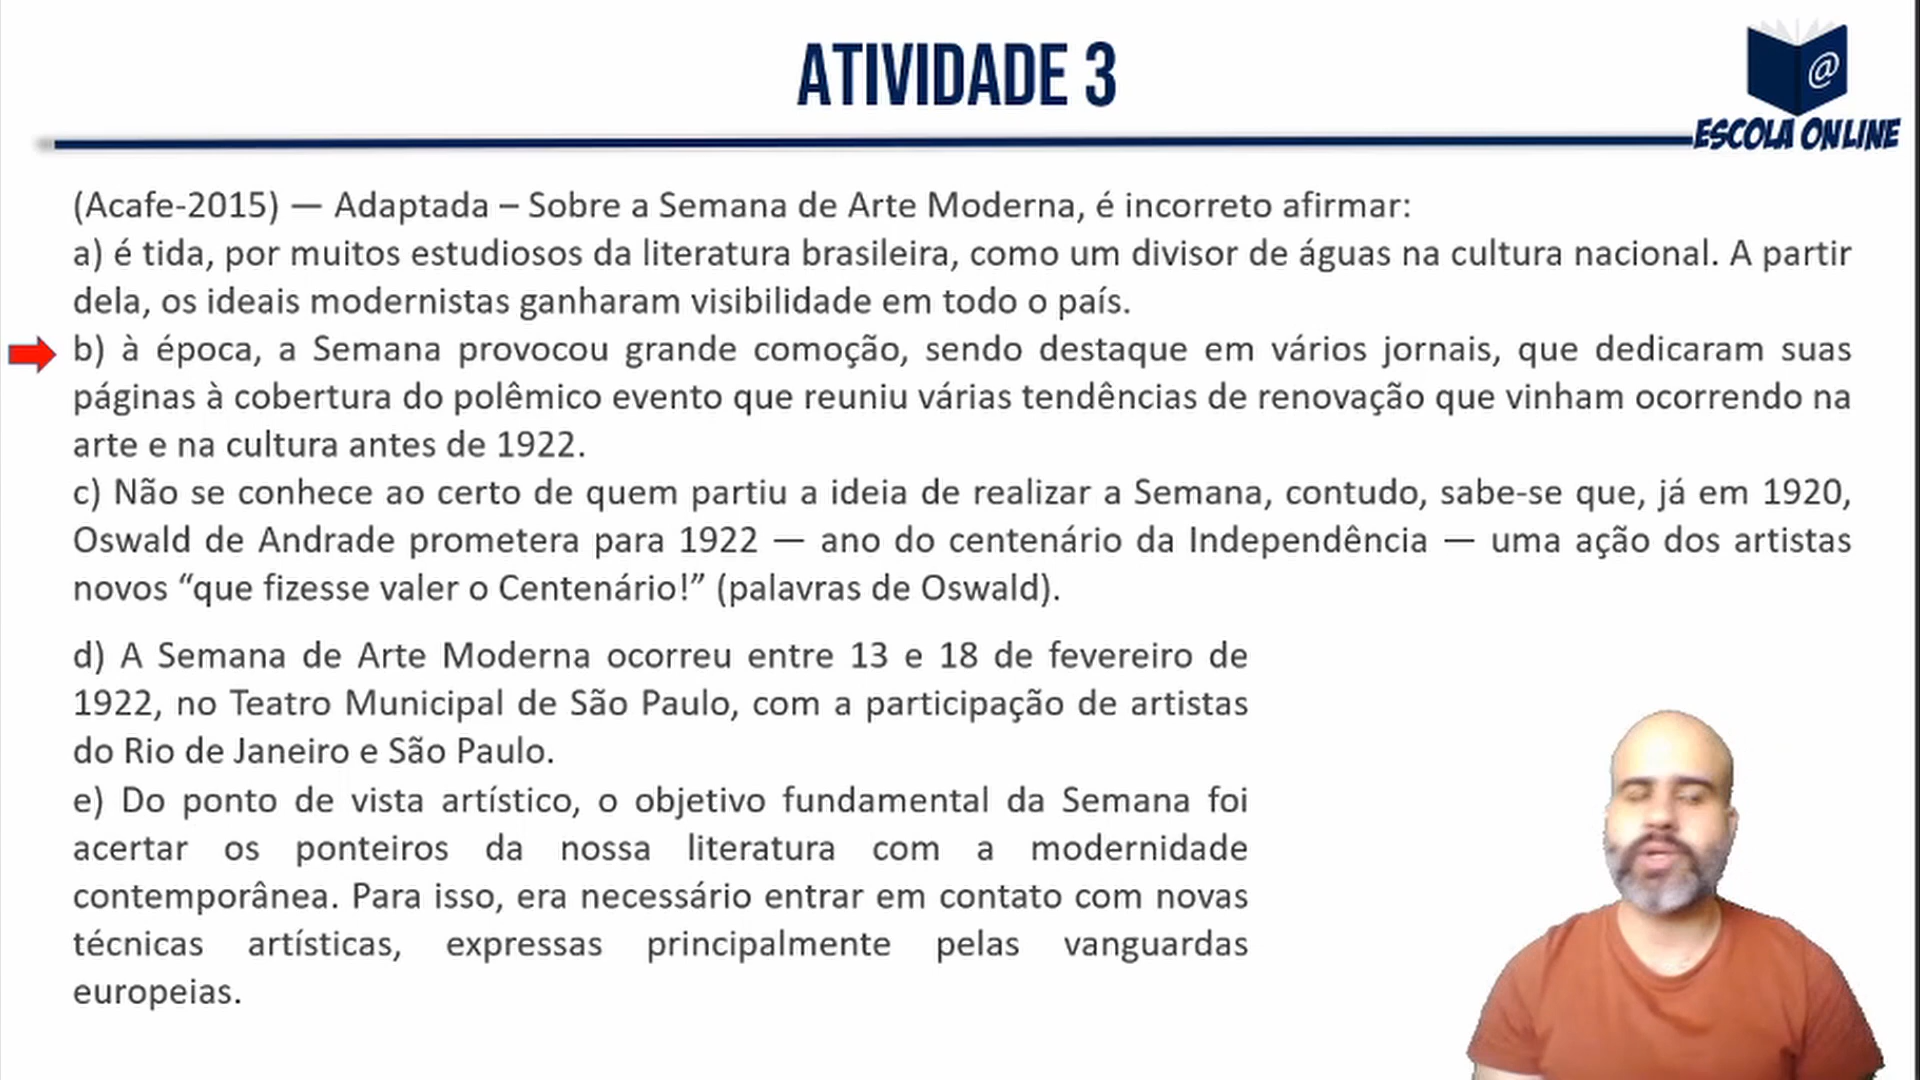 ATIVIDADE 3
@
ESCOLA ONLINE
(Acafe-2015) — Adaptada – Sobre a Semana de Arte Moderna, é incorreto afirmar:
a) é tida, por muitos estudiosos da literatura brasileira, como um divisor de águas na cultura nacional. A partir
dela, os ideais modernistas ganharam visibilidade em todo o país.
b) à época, a Semana provocou grande comoção, sendo destaque em vários jornais, que dedicaram suas
páginas à cobertura do polêmico evento que reuniu várias tendências de renovação que vinham ocorrendo na
arte e na cultura antes de 1922.
c) Não se conhece ao certo de quem partiu a ideia de realizar a Semana, contudo, sabe-se que, já em 1920,
Oswald de Andrade prometera para 1922 — ano do centenário da Independência — uma ação dos artistas
novos “que fizesse valer o Centenário!” (palavras de Oswald).
d) A Semana de Arte Moderna ocorreu entre 13 e 18 de fevereiro de
1922, no Teatro Municipal de São Paulo, com a participação de artistas
do Rio de Janeiro e São Paulo.
e) Do ponto de vista artístico, o objetivo fundamental da Semana foi
acertar os ponteiros da nossa literatura com a modernidade
contemporânea. Para isso, era necessário entrar em contato com novas
técnicas artísticas, expressas principalmente pelas vanguardas
europeias.